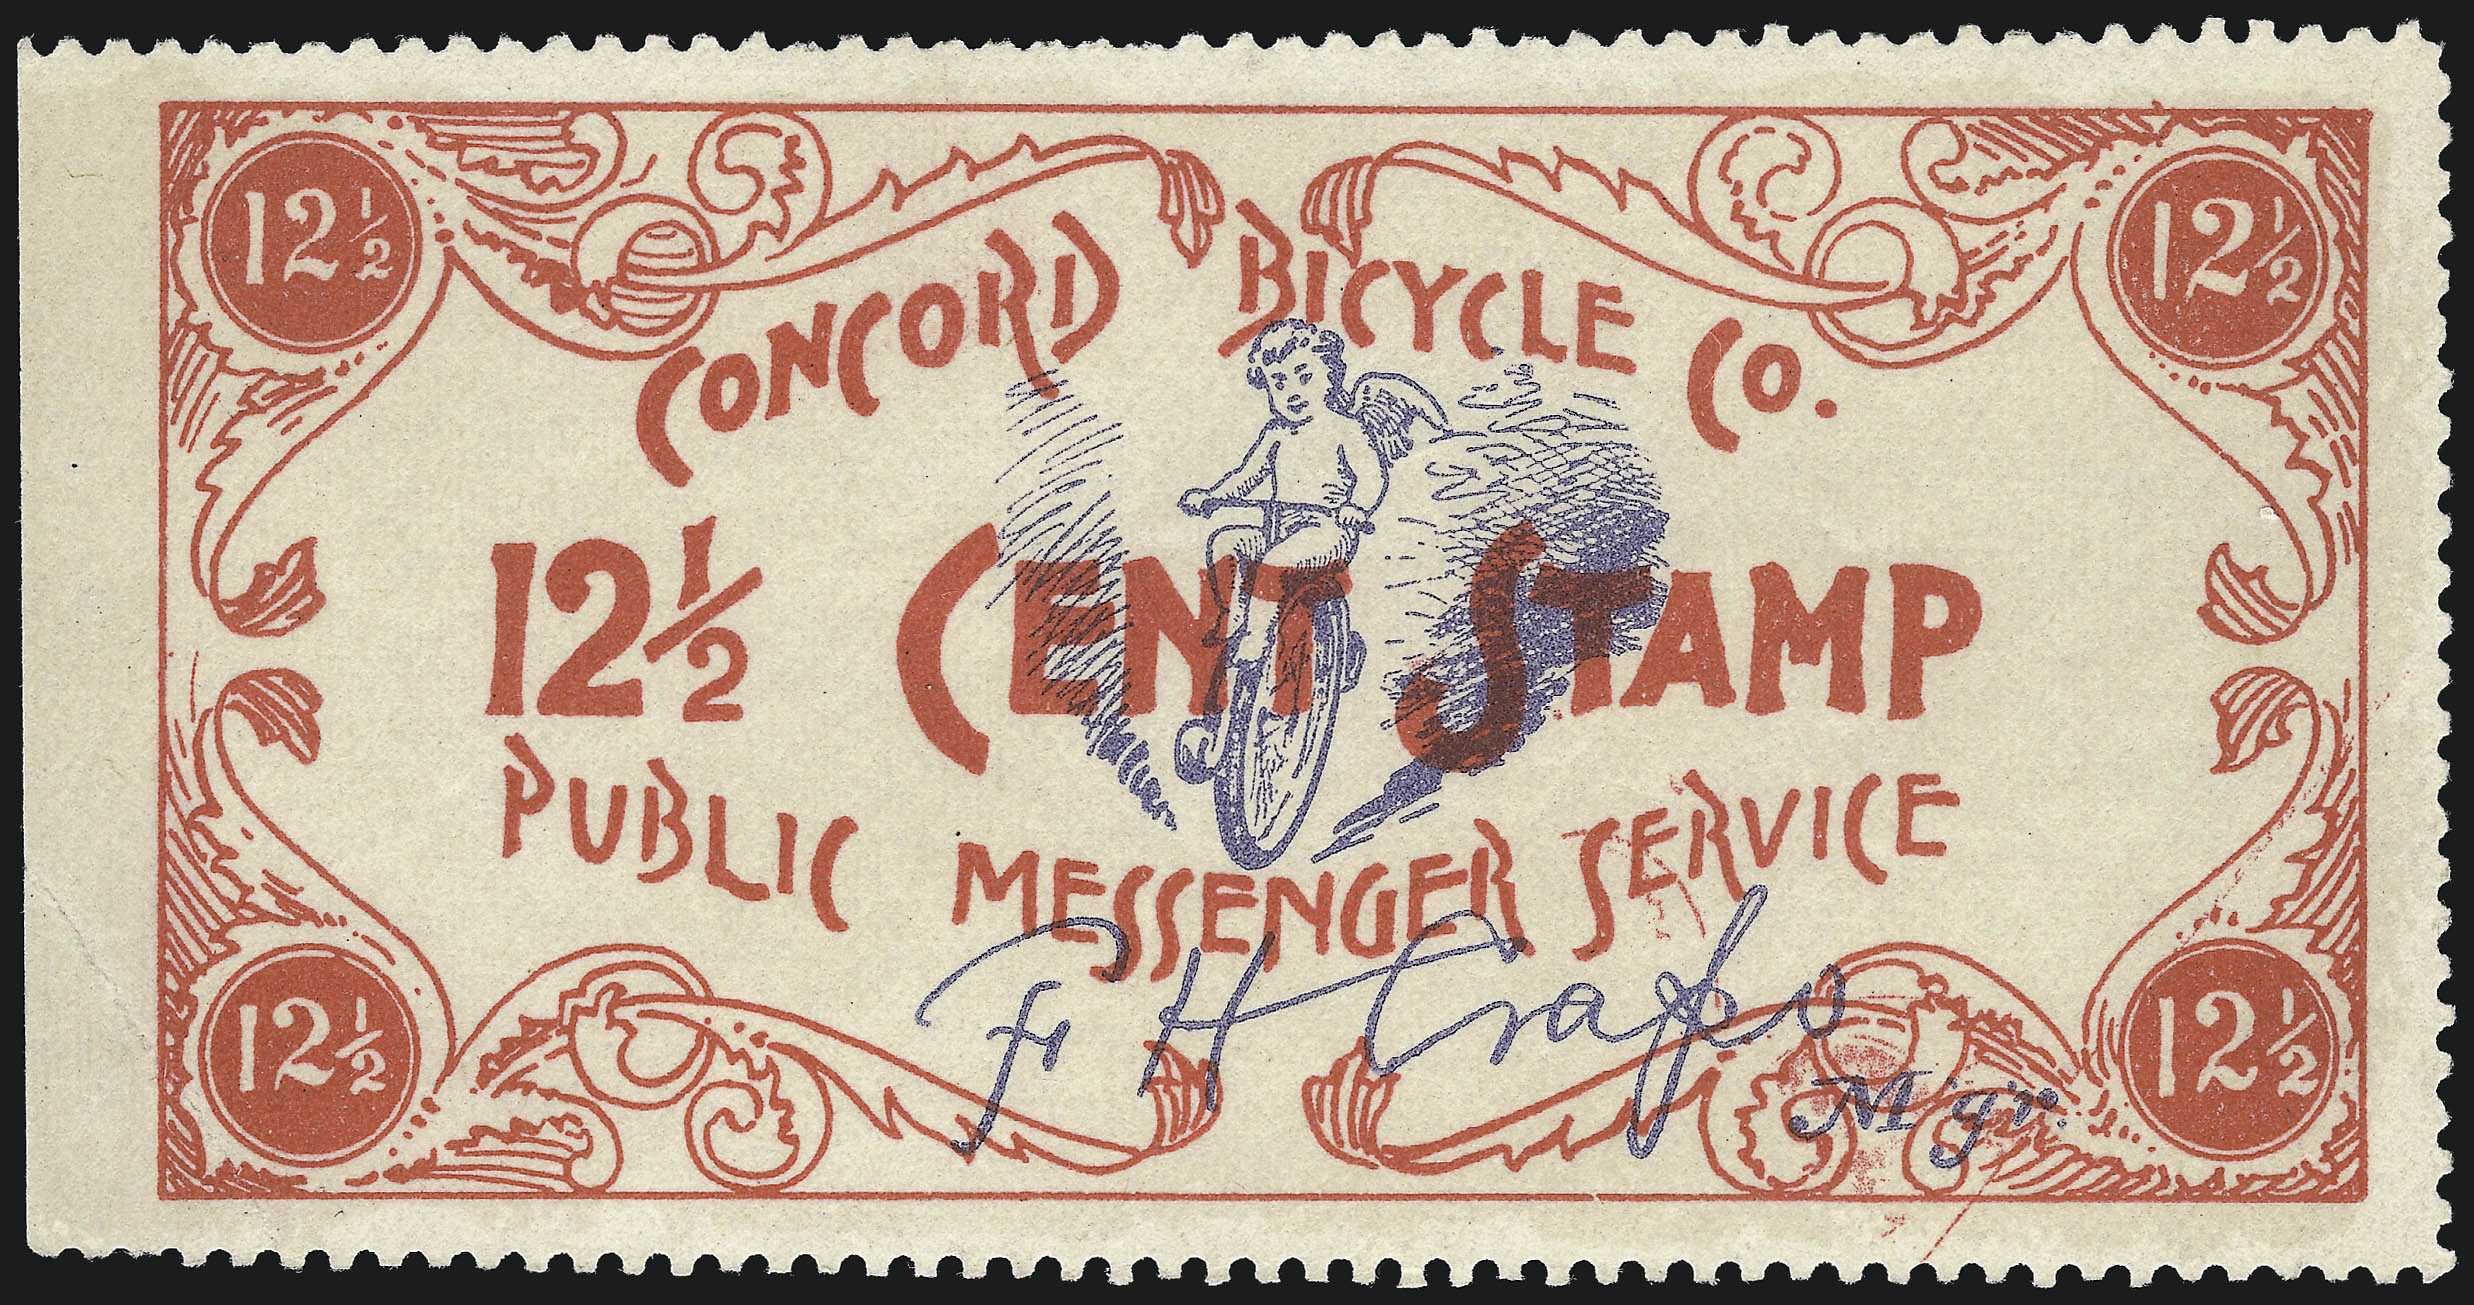 12½ 12½
CONCORD BICYCLE CO.
12½ CENT STAMP
PUBLIC MESSENGER SERVICE
F H Crapo
Mgr.
12½ 12½